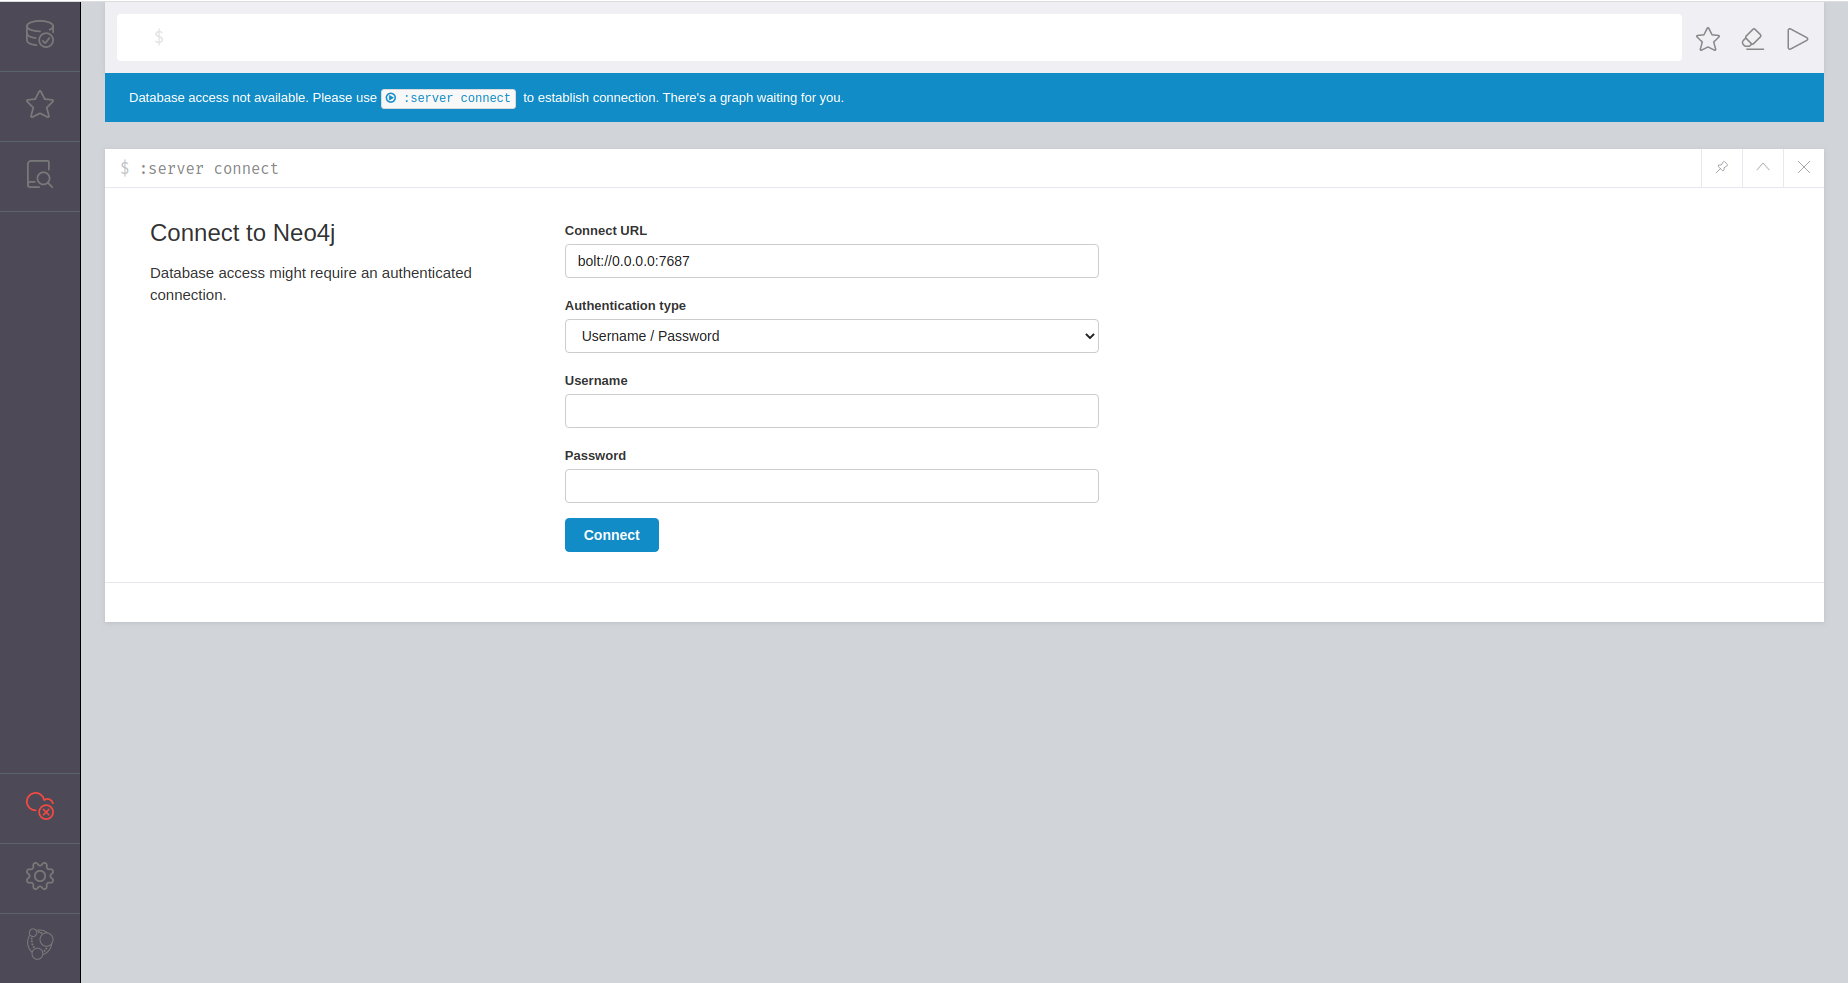 $
Database access not available. Please use :server connect to establish connection. There's a graph waiting for you.
$ :server connect
Connect to Neo4j
Database access might require an authenticated
connection.
Connect URL
bolt://0.0.0.0:7687
Authentication type
Username / Password
Username
Password
Connect